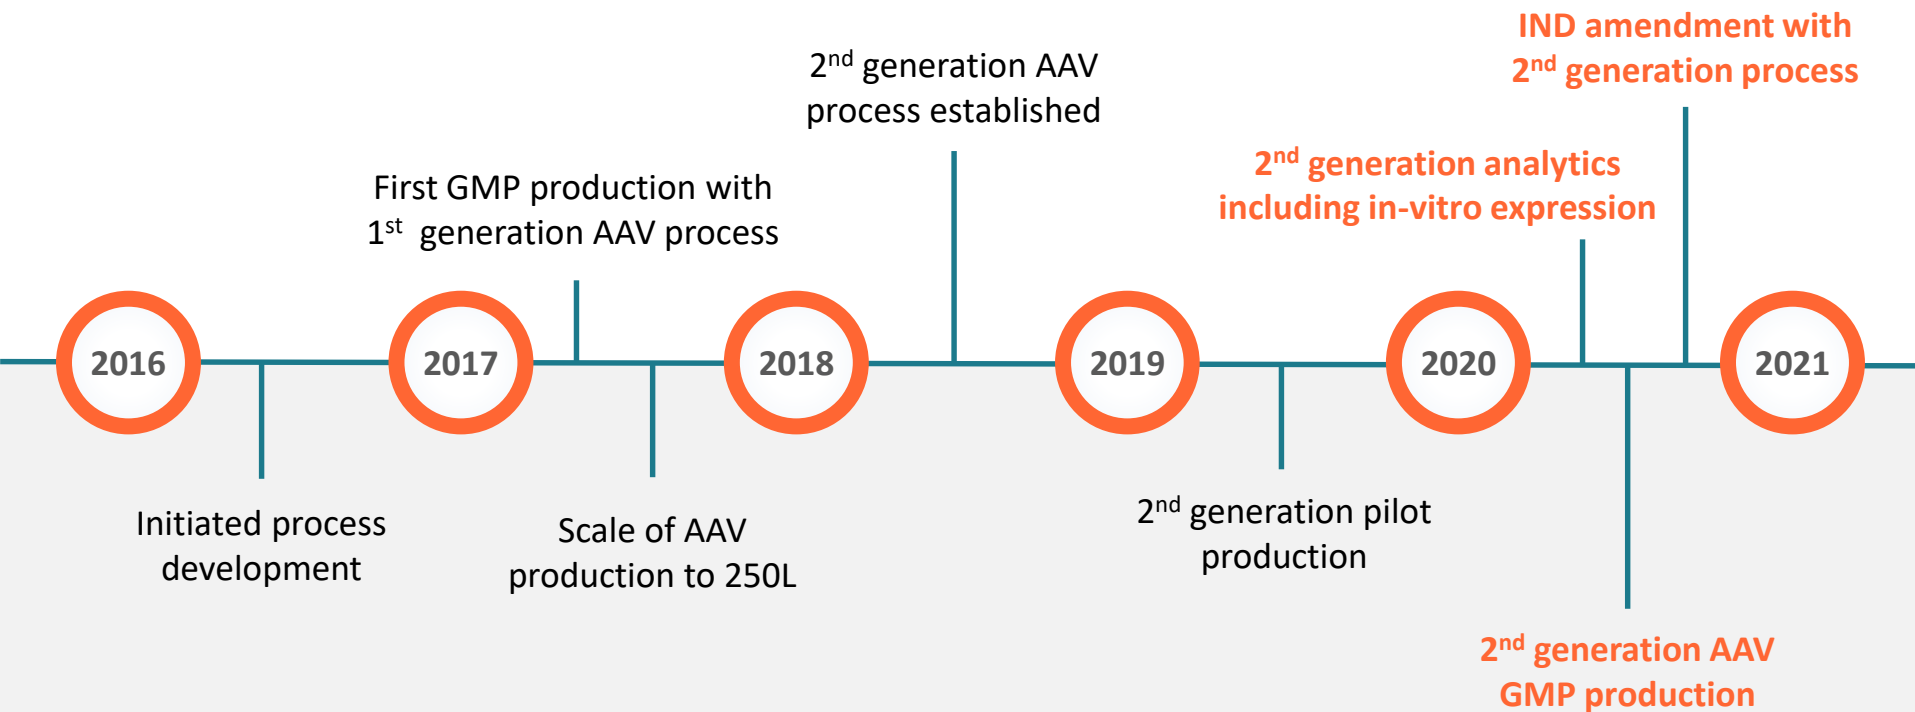 IND amendment with
2nd generation process
2nd generation AAV
process established
2nd generation analytics
including in-vitro expression
First GMP production with
1st generation AAV process
2016
2017
2018
2019
2020
2021
Initiated process
development
Scale of AAV
production to 250L
2nd generation pilot
production
2nd generation AAV
GMP production